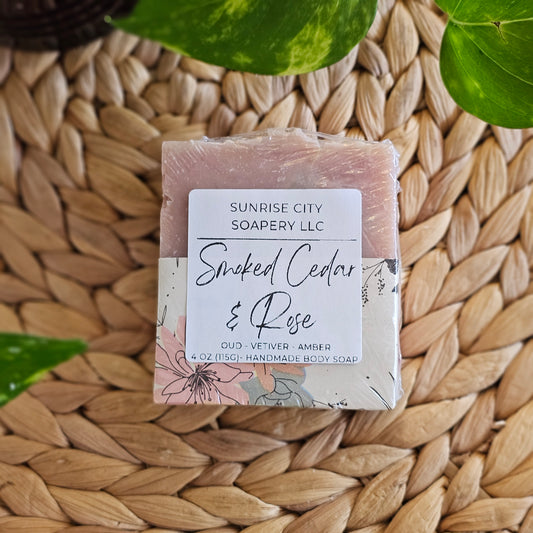 SUNRISE CITY
SOAPERY LLC
Smoked Cedar
& Rose
OUD - VETIVER - AMBER
4 OZ (115G)- HANDMADE BODY SOAP